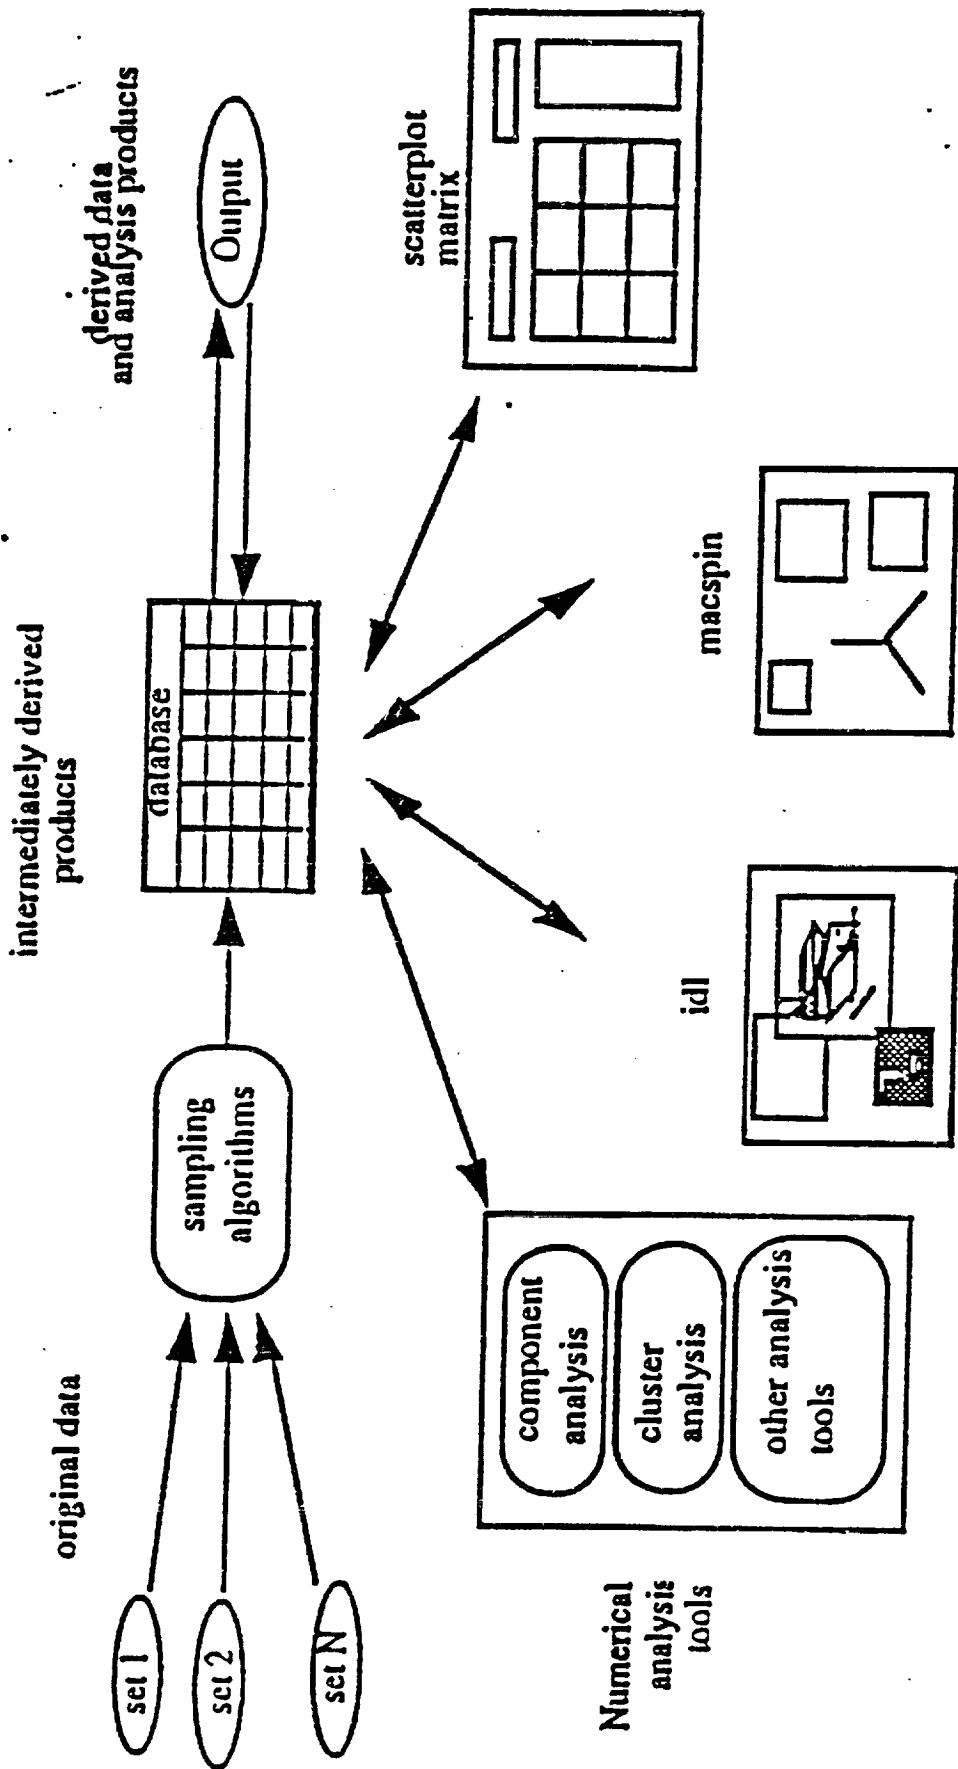 original data
intermediately derived
products
derived data
and analysis products
set 1
set 2
set N
sampling
algorithms
database
Output
Numerical
analysis
tools
component
analysis
cluster
analysis
other analysis
tools
idl
macspin
scatterplot
matrix